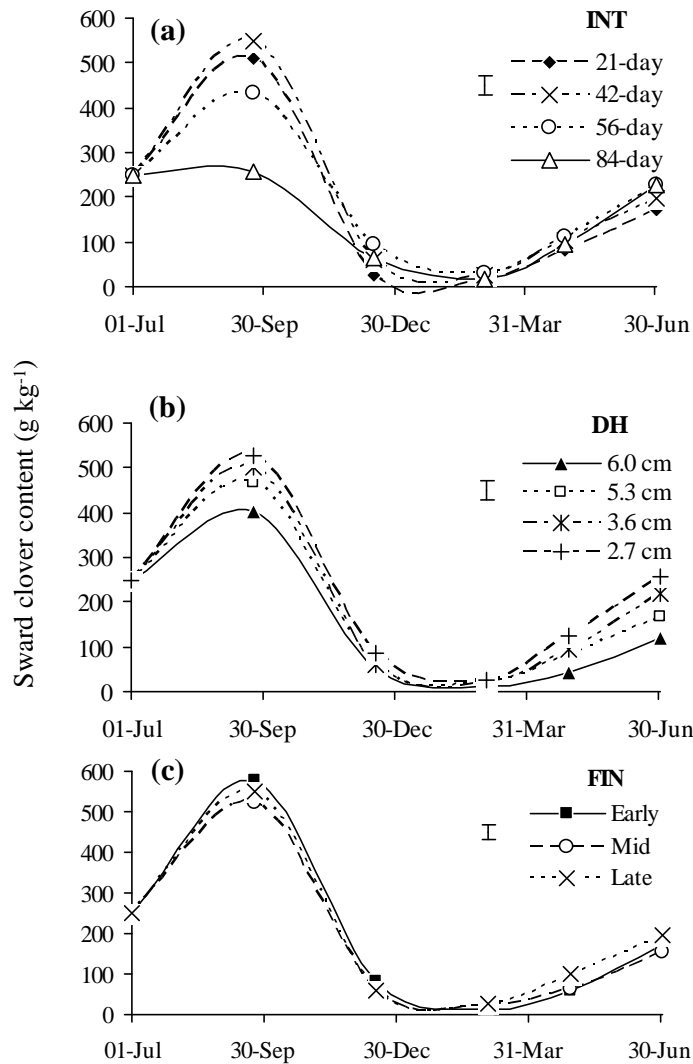 (a)
INT
600
500
400
300
200
100
0
21-day
42-day
56-day
84-day
01-Jul 30-Sep 30-Dec 31-Mar 30-Jun
Sward clover content (g kg⁻¹)
(b)
DH
600
500
400
300
200
100
0
6.0 cm
5.3 cm
3.6 cm
2.7 cm
01-Jul 30-Sep 30-Dec 31-Mar 30-Jun
(c)
FIN
600
500
400
300
200
100
0
Early
Mid
Late
01-Jul 30-Sep 30-Dec 31-Mar 30-Jun